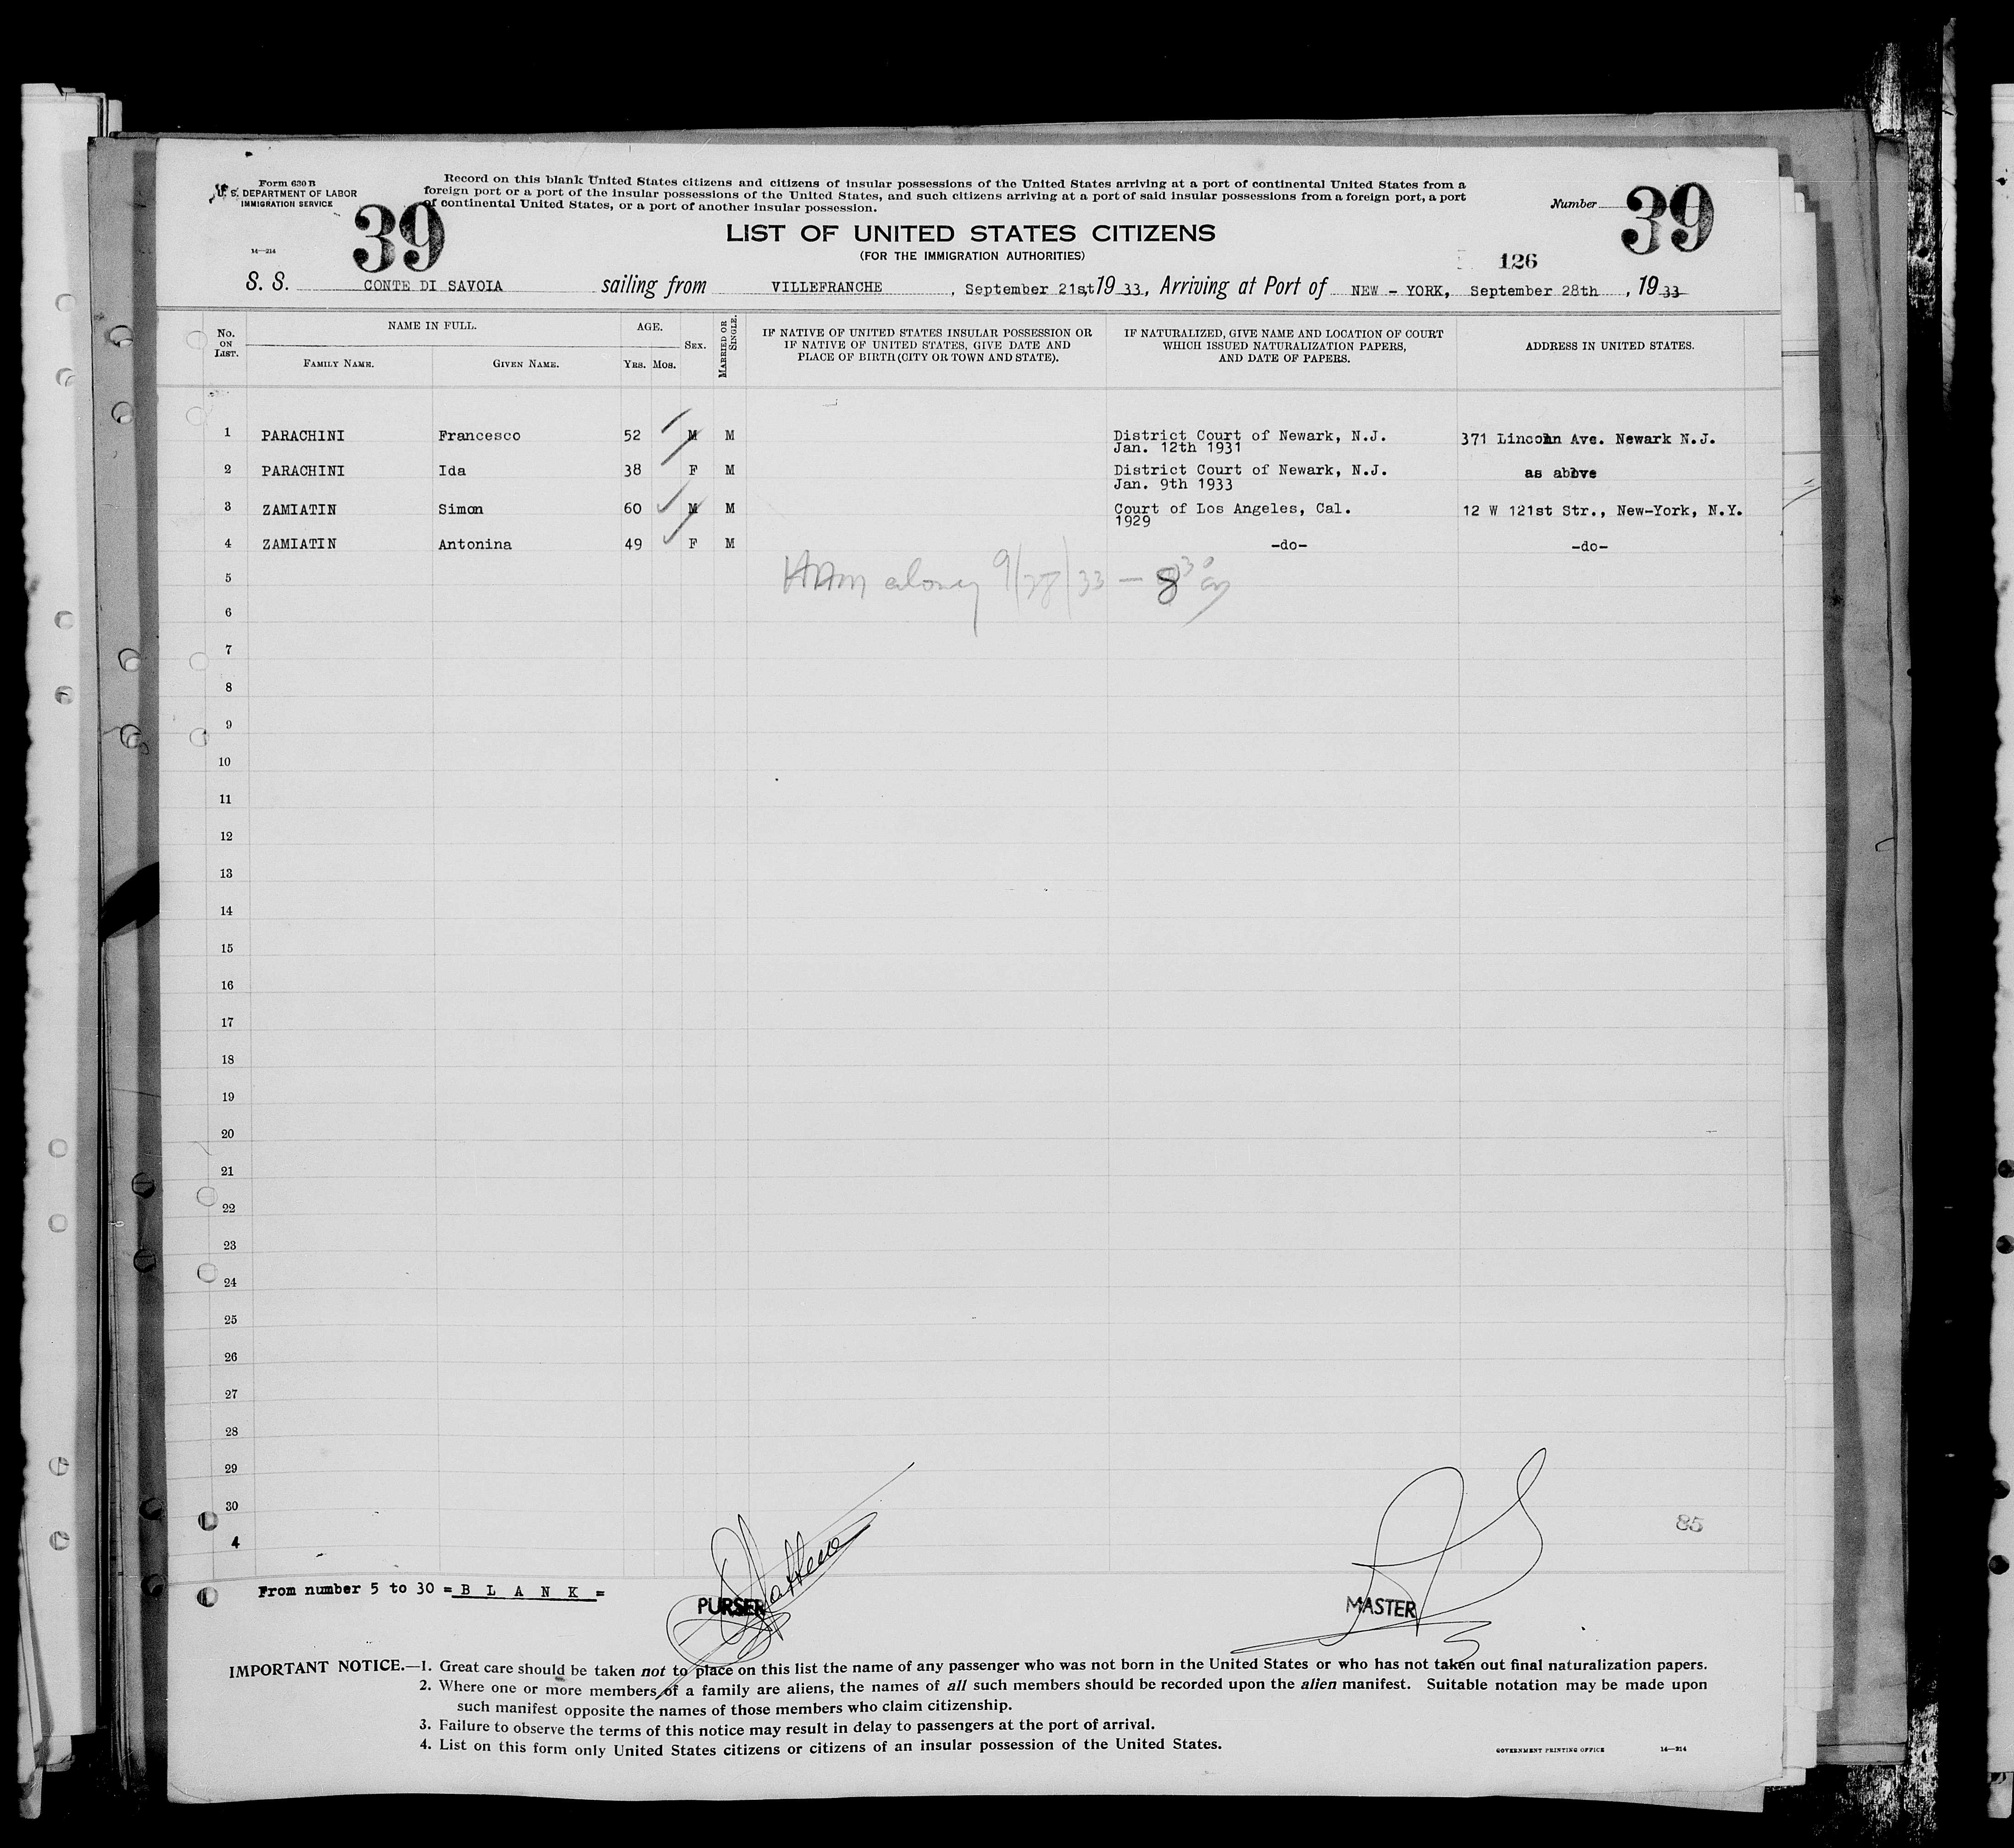 Form 630 B
U. S. DEPARTMENT OF LABOR
IMMIGRATION SERVICE
14—214
39
Record on this blank United States citizens and citizens of insular possessions of the United States arriving at a port of continental United States from a
foreign port or a port of the insular possessions of the United States, and such citizens arriving at a port of said insular possessions from a foreign port, a port
of continental United States, or a port of another insular possession.
Number 39
LIST OF UNITED STATES CITIZENS
(FOR THE IMMIGRATION AUTHORITIES)
126
S. S. CONTE DI SAVOIA sailing from VILLEFRANCHE, September 21st, 1933, Arriving at Port of NEW - YORK, September 28th, 1933
No. ON LIST.
NAME IN FULL.
FAMILY NAME. GIVEN NAME.
AGE.
YRS. MOS.
SEX.
MARRIED OR SINGLE.
IF NATIVE OF UNITED STATES INSULAR POSSESSION OR
IF NATIVE OF UNITED STATES, GIVE DATE AND
PLACE OF BIRTH (CITY OR TOWN AND STATE).
IF NATURALIZED, GIVE NAME AND LOCATION OF COURT
WHICH ISSUED NATURALIZATION PAPERS,
AND DATE OF PAPERS.
ADDRESS IN UNITED STATES.
1 PARACHINI Francesco 52 M M District Court of Newark, N.J. 371 Lincoln Ave. Newark N.J.
Jan. 12th 1931
2 PARACHINI Ida 38 F M District Court of Newark, N.J. as above
Jan. 9th 1933
3 ZAMIATIN Simon 60 M M Court of Los Angeles, Cal. 12 W 121st Str., New-York, N.Y.
1929
4 ZAMIATIN Antonina 49 F M -do- -do-
5 9/28/33 — 8 30
6
7
8
9
10
11
12
13
14
15
16
17
18
19
20
21
22
23
24
25
26
27
28
29
30
85
4
From number 5 to 30 = B L A N K =
PURSER
MASTER
IMPORTANT NOTICE.—1. Great care should be taken not to place on this list the name of any passenger who was not born in the United States or who has not taken out final naturalization papers.
2. Where one or more members of a family are aliens, the names of all such members should be recorded upon the alien manifest. Suitable notation may be made upon
such manifest opposite the names of those members who claim citizenship.
3. Failure to observe the terms of this notice may result in delay to passengers at the port of arrival.
4. List on this form only United States citizens or citizens of an insular possession of the United States.
GOVERNMENT PRINTING OFFICE 14—214